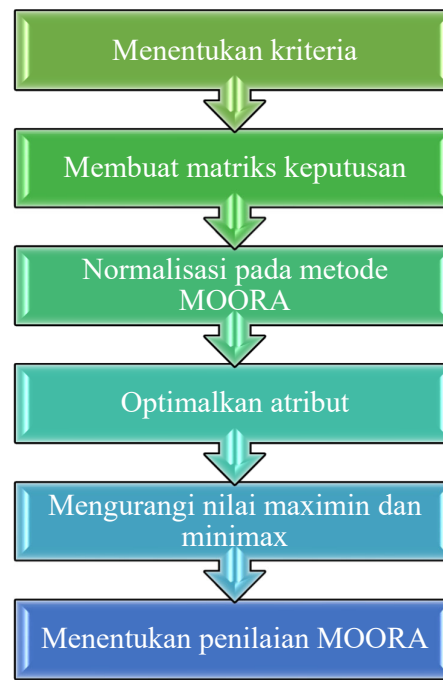 Menentukan kriteria
Membuat matriks keputusan
Normalisasi pada metode
MOORA
Optimalkan atribut
Mengurangi nilai maximin dan
minimax
Menentukan penilaian MOORA